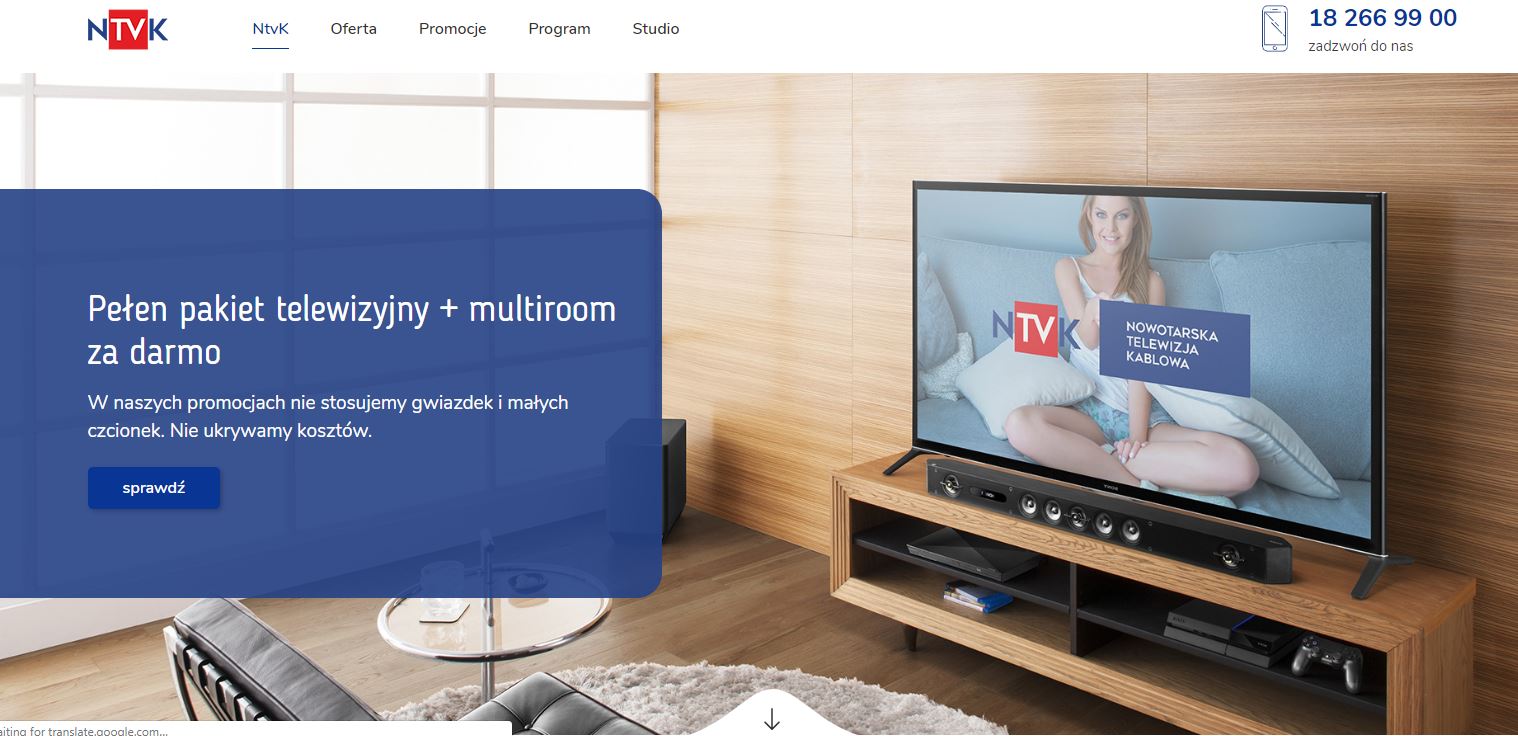 NTVK
NtvK
Oferta
Promocje
Program
Studio
18 266 99 00
zadzwoń do nas
Pełen pakiet telewizyjny + multiroom
za darmo
W naszych promocjach nie stosujemy gwiazdek i małych
czcionek. Nie ukrywamy kosztów.
sprawdź
NTVK
NOWOTARSKA
TELEWIZJA
KABLOWA
SONY
aiting for translate.google.com...